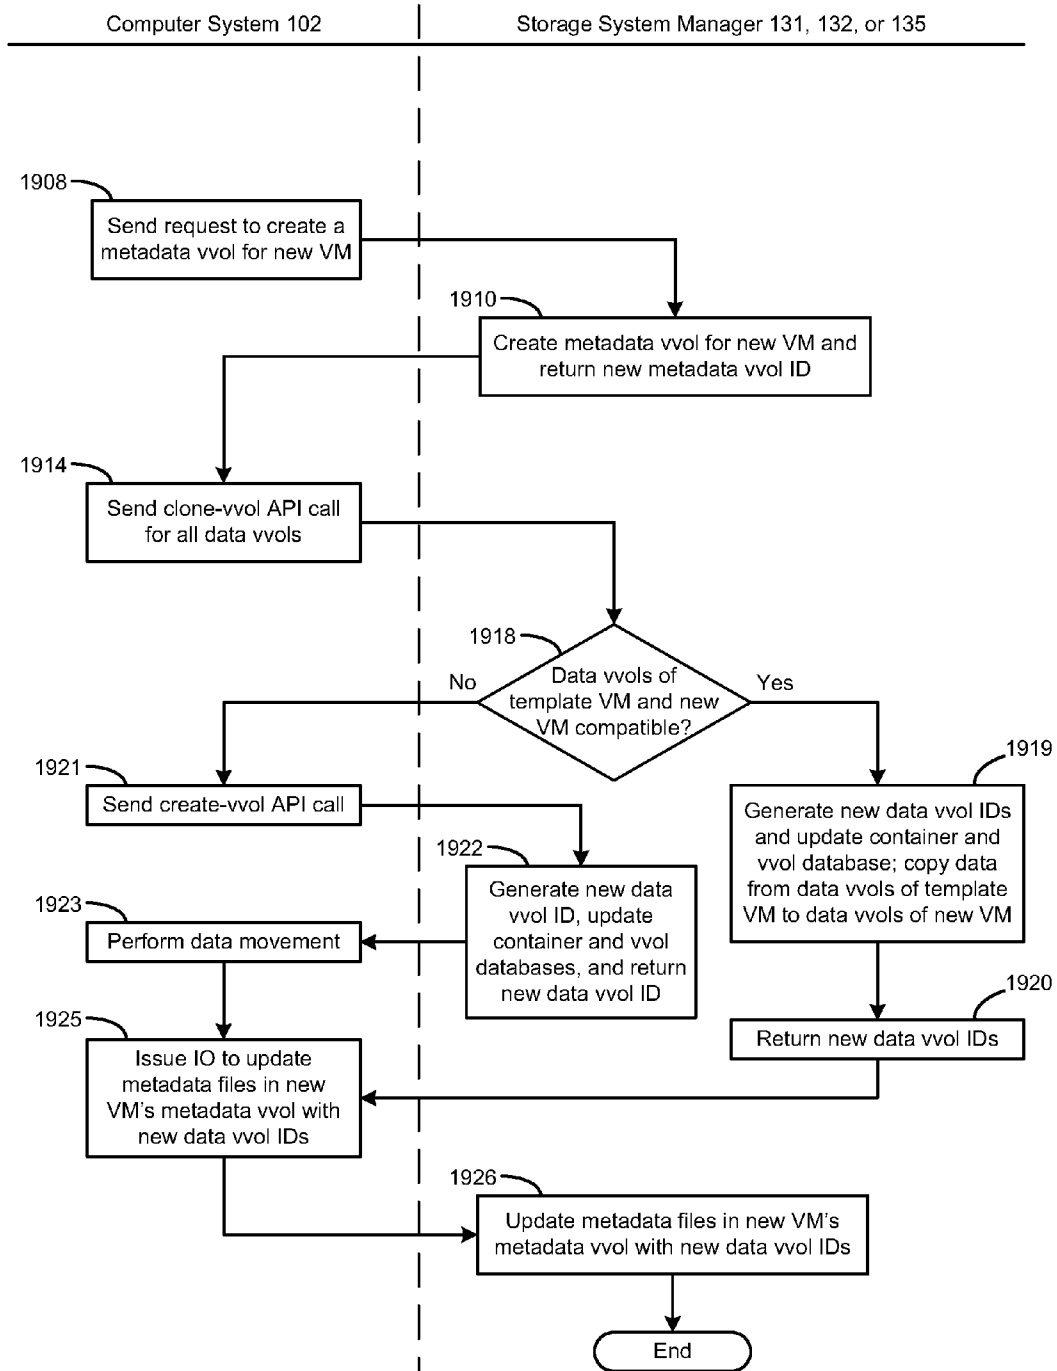 Computer System 102
Storage System Manager 131, 132, or 135
1908
Send request to create a
metadata vvol for new VM
1910
Create metadata vvol for new VM and
return new metadata vvol ID
1914
Send clone-vvol API call
for all data vvols
1918
Data vvols of
template VM and new
VM compatible?
No
Yes
1921
Send create-vvol API call
1919
Generate new data vvol IDs
and update container and
vvol database; copy data
from data vvols of template
VM to data vvols of new VM
1922
Generate new data
vvol ID, update
container and vvol
databases, and return
new data vvol ID
1923
Perform data movement
1920
Return new data vvol IDs
1925
Issue IO to update
metadata files in new
VM's metadata vvol with
new data vvol IDs
1926
Update metadata files in new VM's
metadata vvol with new data vvol IDs
End